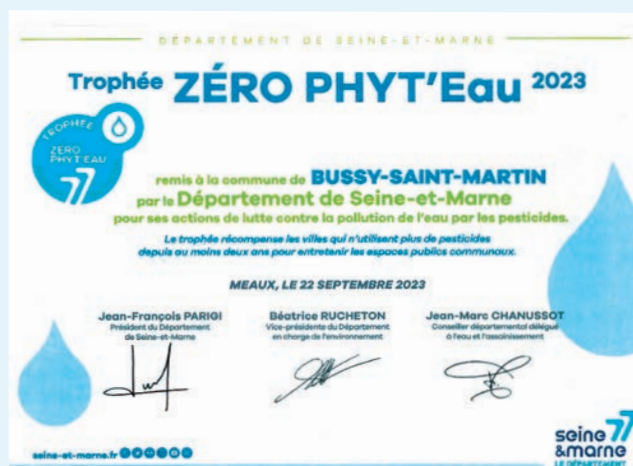 DÉPARTEMENT DE SEINE-ET-MARNE
Trophée ZÉRO PHYT'Eau 2023
TROPHÉE
ZÉRO
PHYT'EAU
77
remis à la commune de BUSSY-SAINT-MARTIN
par le Département de Seine-et-Marne
pour ses actions de lutte contre la pollution de l'eau par les pesticides.
Le trophée récompense les villes qui n'utilisent plus de pesticides
depuis au moins deux ans pour entretenir les espaces publics communaux.
MEAUX, LE 22 SEPTEMBRE 2023
Jean-François PARIGI
Président du Département
de Seine-et-Marne
Béatrice RUCHETON
Vice-présidente du Département
en charge de l'environnement
Jean-Marc CHANUSSOT
Conseiller départemental délégué
à l'eau et l'assainissement
seine-et-marne.fr
seine 77
&marne
LE DÉPARTEMENT